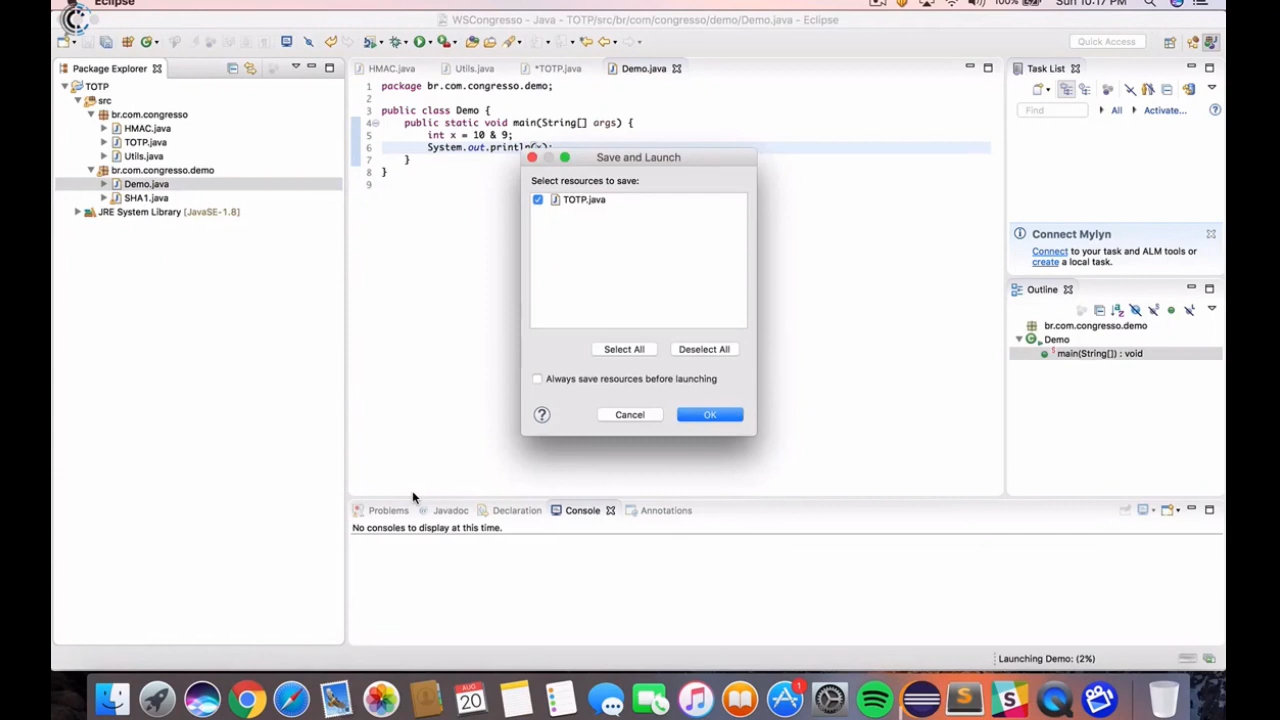 Eclipse
100%
Sun 10:17 PM
WSCongresso - Java - TOTP/src/br/com/congresso/demo/Demo.java - Eclipse
Quick Access
Package Explorer
TOTP
src
br.com.congresso
HMAC.java
TOTP.java
Utils.java
br.com.congresso.demo
Demo.java
SHA1.java
JRE System Library [JavaSE-1.8]
HMAC.java
Utils.java
*TOTP.java
Demo.java
1 package br.com.congresso.demo;
2
3 public class Demo {
4 public static void main(String[] args) {
5 int x = 10 & 9;
6 System.out.println(x);
7 }
8 }
9
Save and Launch
Select resources to save:
TOTP.java
Select All
Deselect All
Always save resources before launching
?
Cancel
OK
Task List
Find
All
Activate...
?
Connect Mylyn
Connect to your task and ALM tools or
create a local task.
Outline
br.com.congresso.demo
Demo
main(String[]) : void
Problems
@ Javadoc
Declaration
Console
Annotations
No consoles to display at this time.
Launching Demo: (2%)
AUG
20
1
S